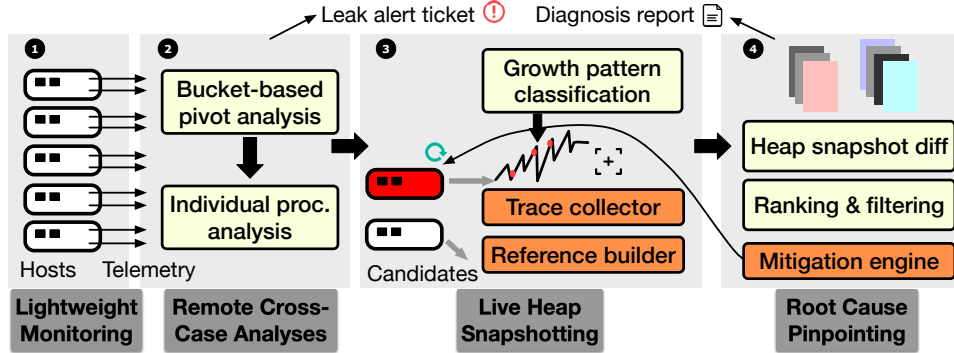 Leak alert ticket
Diagnosis report
1
2
3
4
Bucket-based
pivot analysis
Individual proc.
analysis
Hosts
Telemetry
Growth pattern
classification
Trace collector
Reference builder
Candidates
Heap snapshot diff
Ranking & filtering
Mitigation engine
Lightweight
Monitoring
Remote Cross-
Case Analyses
Live Heap
Snapshotting
Root Cause
Pinpointing